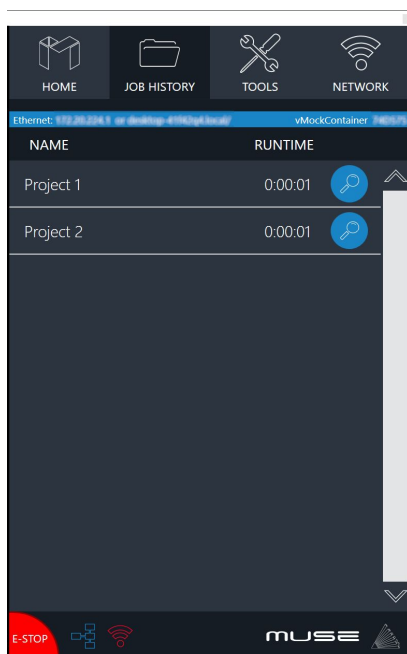 HOME
JOB HISTORY
TOOLS
NETWORK
Ethernet: or
vMockContainer
NAME RUNTIME
Project 1 0:00:01
Project 2 0:00:01
E-STOP
muse